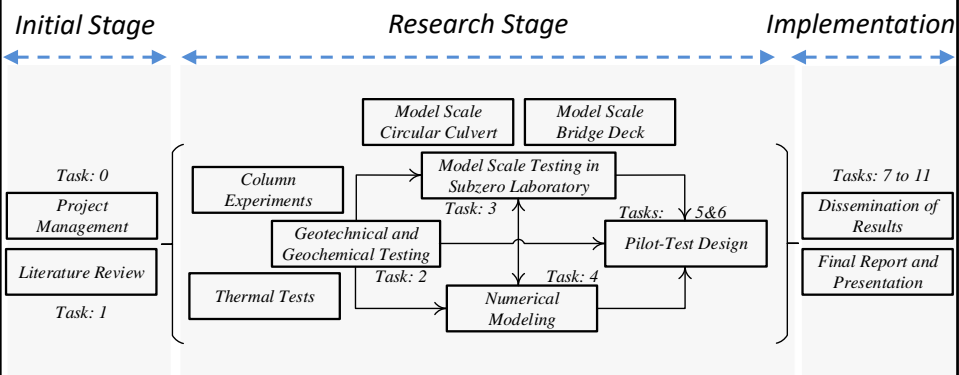 Initial Stage
Research Stage
Implementation
Model Scale
Circular Culvert
Model Scale
Bridge Deck
Task: 0
Project
Management
Literature Review
Task: 1
Column
Experiments
Model Scale Testing in
Subzero Laboratory
Task: 3
Geotechnical and
Geochemical Testing
Task: 2
Thermal Tests
Tasks: 5&6
Pilot-Test Design
Task: 4
Numerical
Modeling
Tasks: 7 to 11
Dissemination of
Results
Final Report and
Presentation